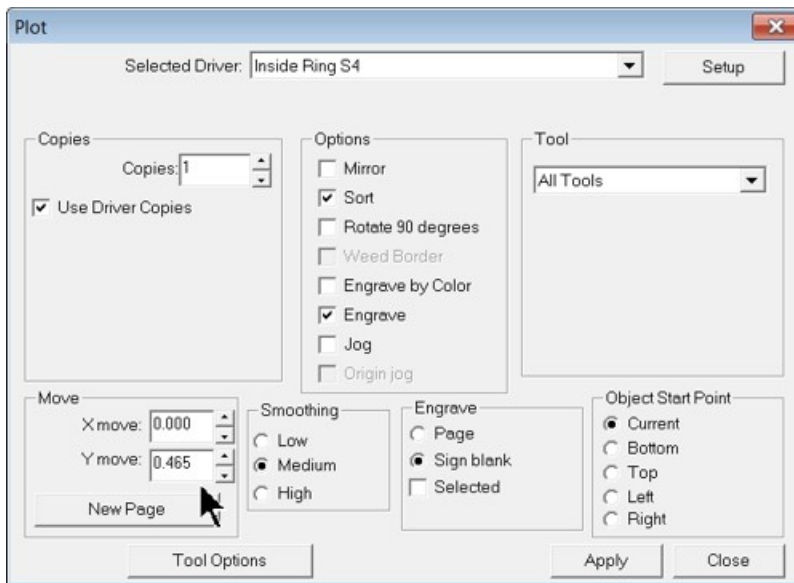 Plot
Selected Driver: Inside Ring S4
Setup
Copies
Copies: 1
Use Driver Copies
Options
Mirror
Sort
Rotate 90 degrees
Weed Border
Engrave by Color
Engrave
Jog
Origin jog
Tool
All Tools
Move
X move: 0.000
Y move: 0.465
New Page
Smoothing
Low
Medium
High
Engrave
Page
Sign blank
Selected
Object Start Point
Current
Bottom
Top
Left
Right
Tool Options
Apply
Close